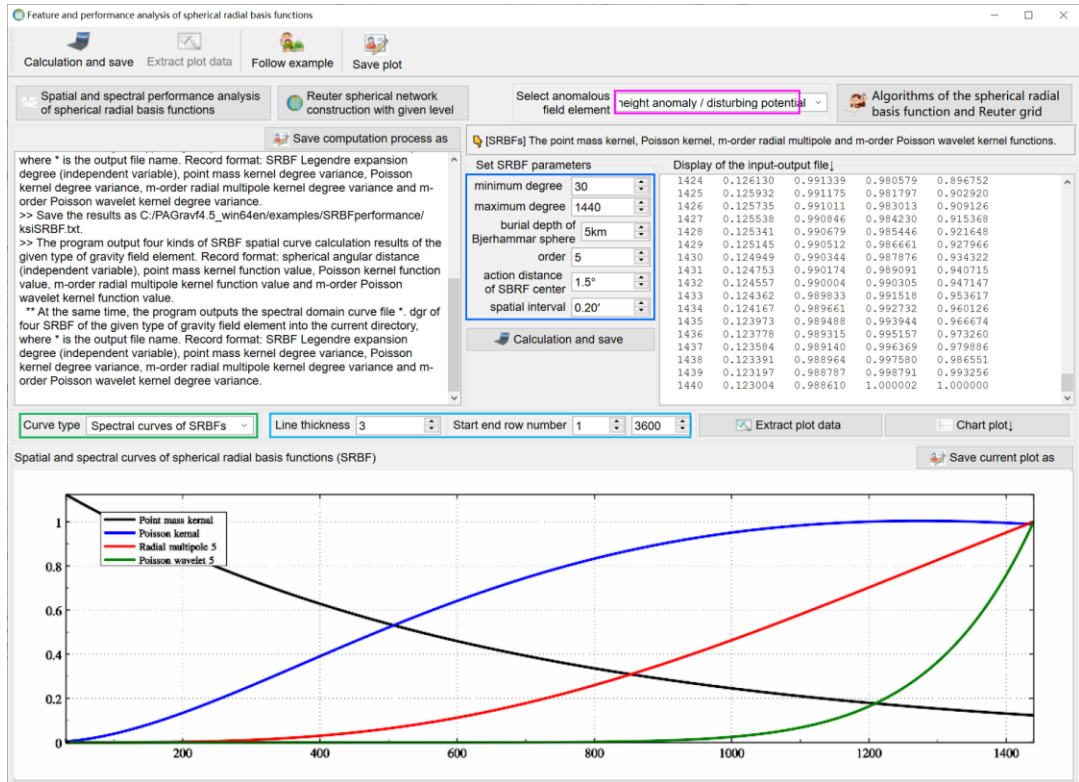 Feature and performance analysis of spherical radial basis functions
Calculation and save
Extract plot data
Follow example
Save plot
Spatial and spectral performance analysis
of spherical radial basis functions
Reuter spherical network
construction with given level
Select anomalous
field element
height anomaly / disturbing potential
Algorithms of the spherical radial
basis function and Reuter grid
Save computation process as
[SRBFs] The point mass kernel, Poisson kernel, m-order radial multipole and m-order Poisson wavelet kernel functions.
where * is the output file name. Record format: SRBF Legendre expansion
degree (independent variable), point mass kernel degree variance, Poisson
kernel degree variance, m-order radial multipole kernel degree variance and m-
order Poisson wavelet kernel degree variance.
>> Save the results as C:/PAGravf4.5_win64en/examples/SRBFperformance/
ksiSRBF.txt.
>> The program output four kinds of SRBF spatial curve calculation results of the
given type of gravity field element. Record format: spherical angular distance
(independent variable), point mass kernel function value, Poisson kernel function
value, m-order radial multipole kernel function value and m-order Poisson
wavelet kernel function value.
** At the same time, the program outputs the spectral domain curve file *. dgr of
four SRBF of the given type of gravity field element into the current directory,
where * is the output file name. Record format: SRBF Legendre expansion
degree (independent variable), point mass kernel degree variance, Poisson
kernel degree variance, m-order radial multipole kernel degree variance and m-
order Poisson wavelet kernel degree variance.
Set SRBF parameters
minimum degree 30
maximum degree 1440
burial depth of
Bjerhammar sphere 5km
order 5
action distance
of SBRF center 1.5°
spatial interval 0.20′
Calculation and save
Display of the input-output file↓
1424 0.126130 0.991339 0.980579 0.896752
1425 0.125932 0.991175 0.981797 0.902920
1426 0.125735 0.991011 0.983013 0.909126
1427 0.125538 0.990846 0.984230 0.915368
1428 0.125341 0.990679 0.985446 0.921648
1429 0.125145 0.990512 0.986661 0.927966
1430 0.124949 0.990344 0.987876 0.934322
1431 0.124753 0.990174 0.989091 0.940715
1432 0.124557 0.990004 0.990305 0.947147
1433 0.124362 0.989833 0.991518 0.953617
1434 0.124167 0.989661 0.992732 0.960126
1435 0.123973 0.989488 0.993944 0.966674
1436 0.123778 0.989315 0.995157 0.973260
1437 0.123584 0.989140 0.996369 0.979886
1438 0.123391 0.988964 0.997580 0.986551
1439 0.123197 0.988787 0.998791 0.993256
1440 0.123004 0.988610 1.000002 1.000000
Curve type Spectral curves of SRBFs
Line thickness 3
Start end row number 1 3600
Extract plot data
Chart plot↓
Spatial and spectral curves of spherical radial basis functions (SRBF)
Save current plot as
Point mass kernal
Poisson kernal
Radial multipole 5
Poisson wavelet 5
1
0.8
0.6
0.4
0.2
0
200 400 600 800 1000 1200 1400